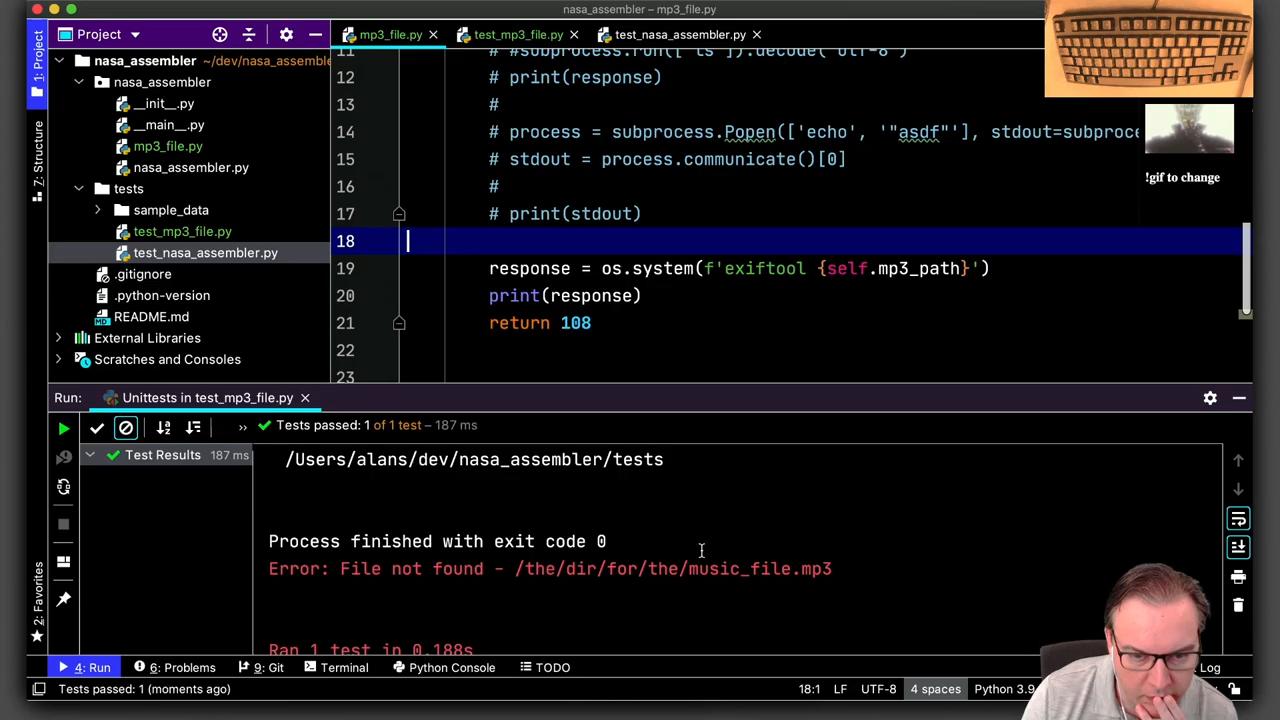 nasa_assembler – mp3_file.py
Project
mp3_file.py
test_mp3_file.py
test_nasa_assembler.py
1: Project
7: Structure
2: Favorites
nasa_assembler ~/dev/nasa_assemble
nasa_assembler
__init__.py
__main__.py
mp3_file.py
nasa_assembler.py
tests
sample_data
test_mp3_file.py
test_nasa_assembler.py
.gitignore
.python-version
README.md
External Libraries
Scratches and Consoles
11 # #subprocess.run(['ls']).decode('utf-8')
12 # print(response)
13 #
14 # process = subprocess.Popen(['echo', '"asdf"'], stdout=subproce
15 # stdout = process.communicate()[0]
16 #
17 # print(stdout)
18
19 response = os.system(f'exiftool {self.mp3_path}')
20 print(response)
21 return 108
22
23
!gif to change
Run: Unittests in test_mp3_file.py
Tests passed: 1 of 1 test – 187 ms
Test Results 187 ms
/Users/alans/dev/nasa_assembler/tests
Process finished with exit code 0
Error: File not found - /the/dir/for/the/music_file.mp3
Ran 1 test in 0.188s
4: Run 6: Problems 9: Git Terminal Python Console TODO Log
Tests passed: 1 (moments ago) 18:1 LF UTF-8 4 spaces Python 3.9